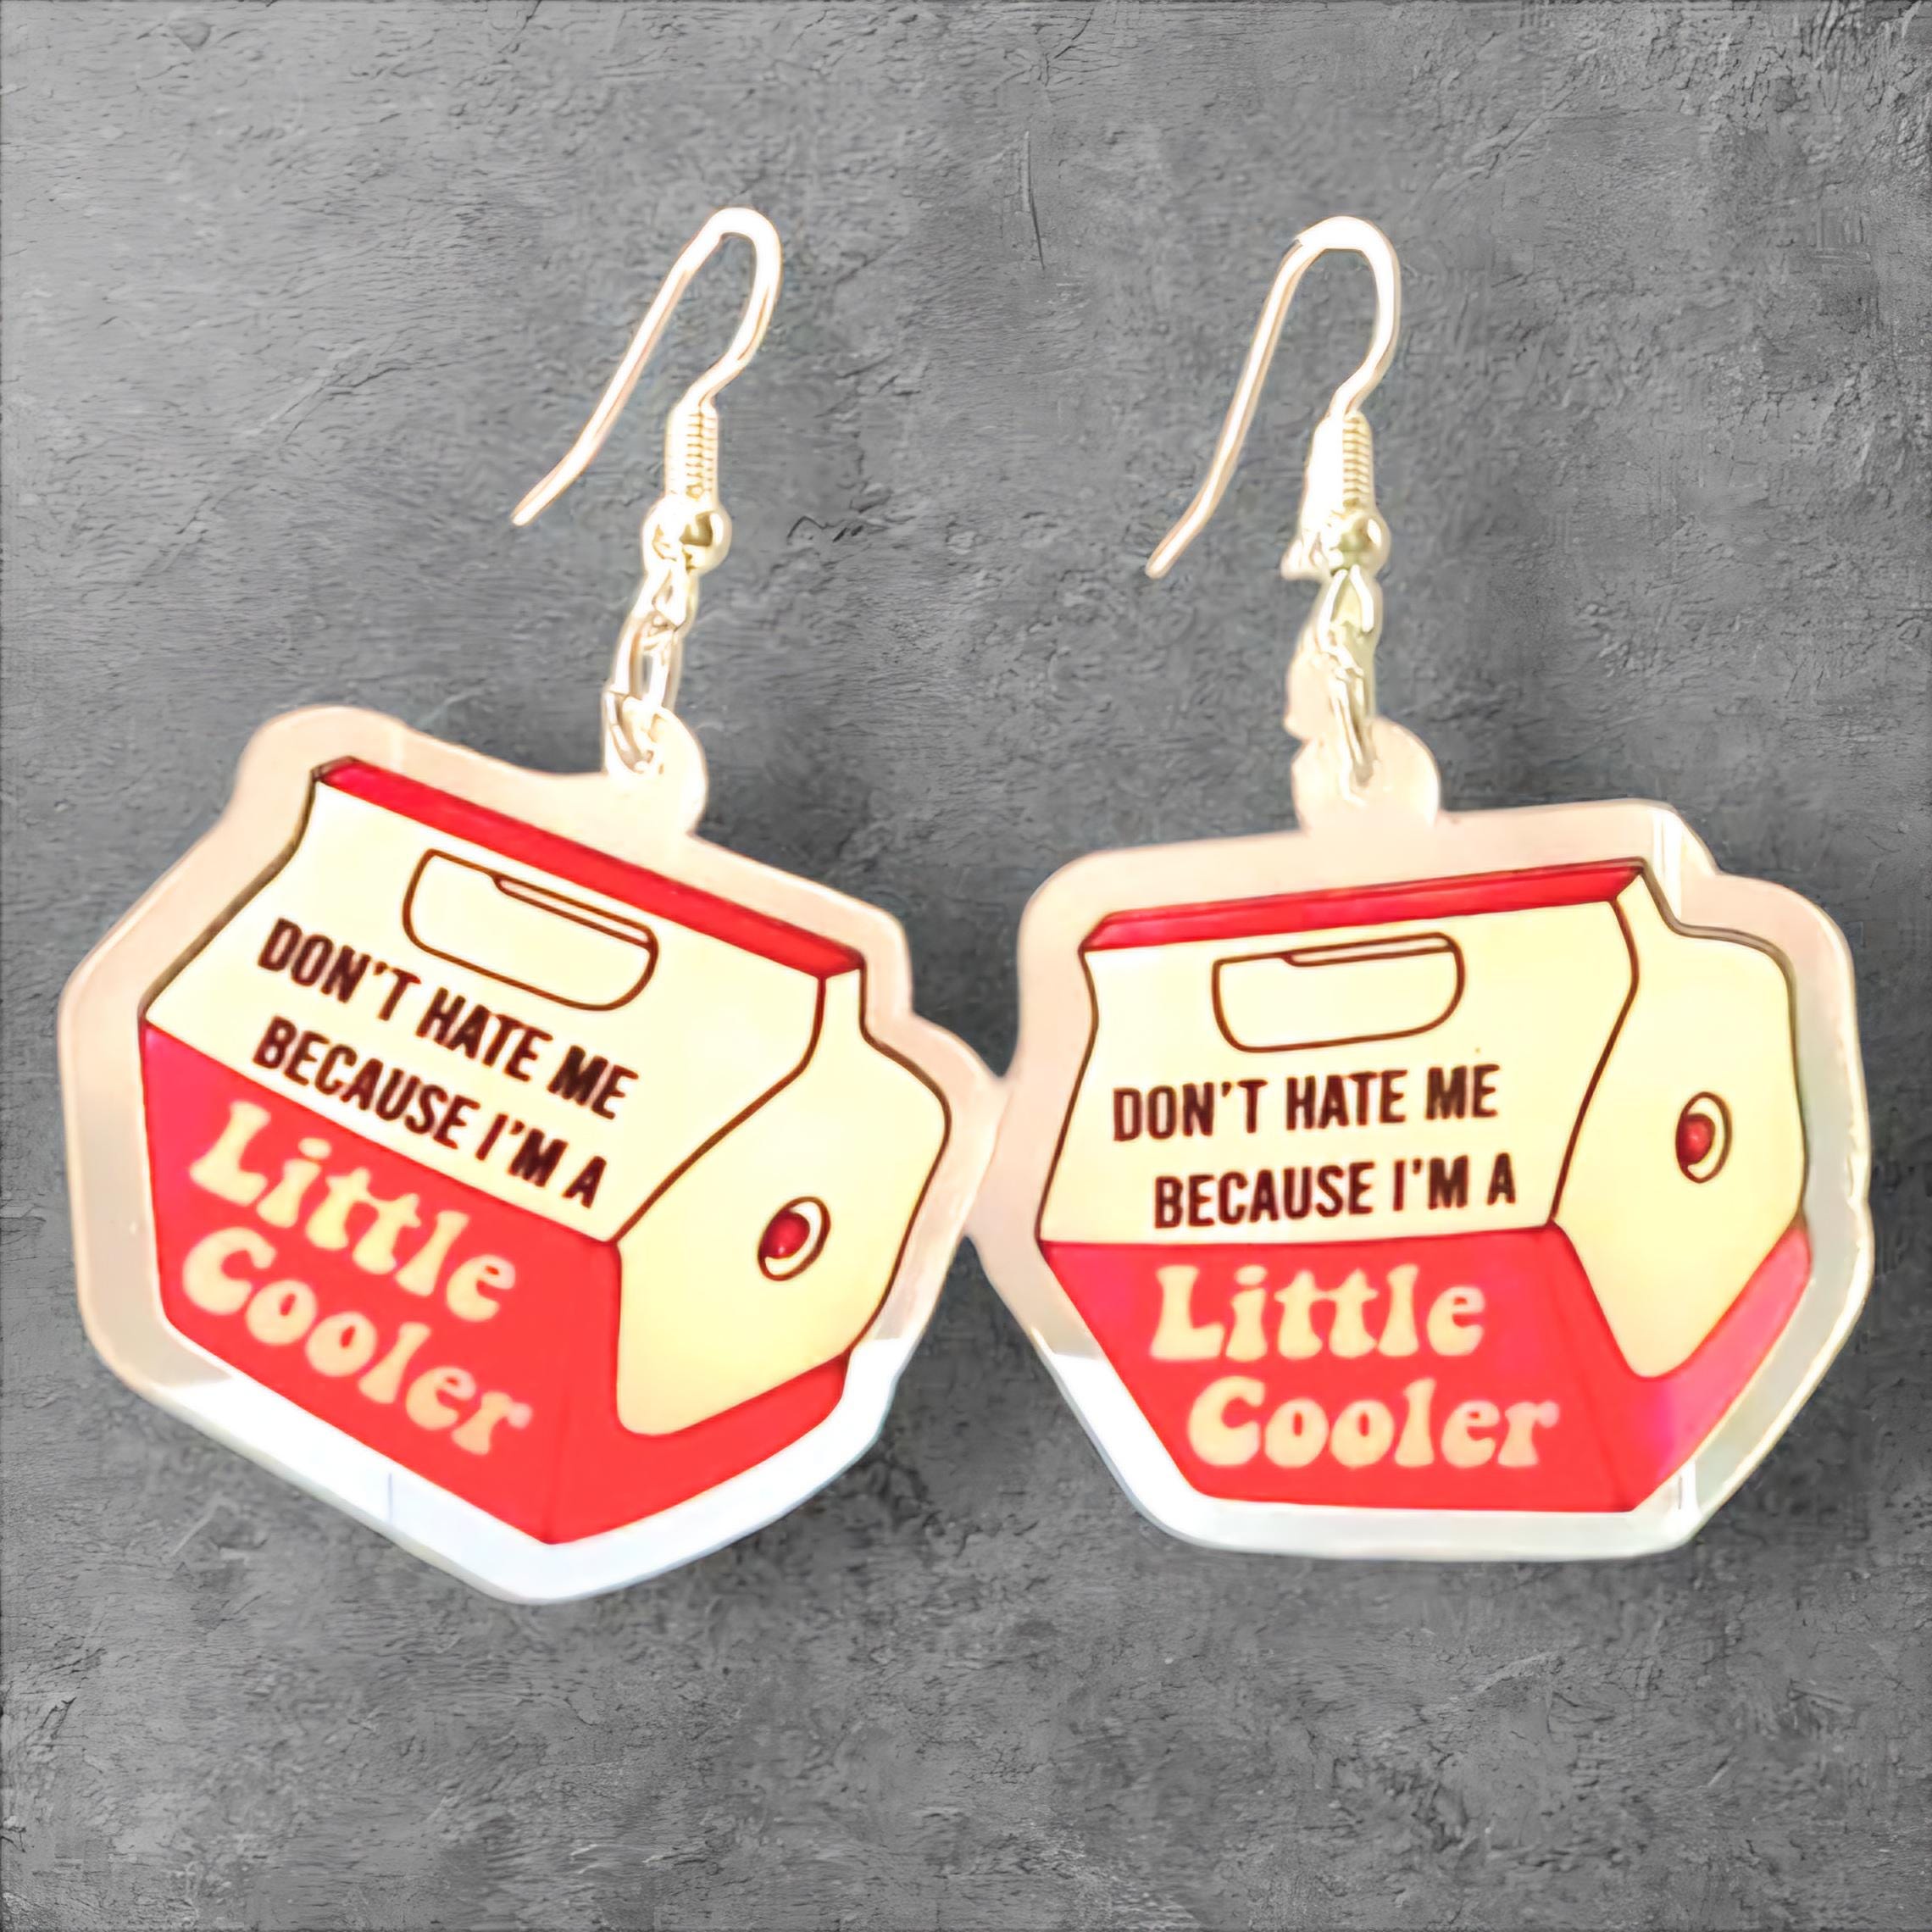 DON'T HATE ME
BECAUSE I'M A
Little
Cooler
DON'T HATE ME
BECAUSE I'M A
Little
Cooler